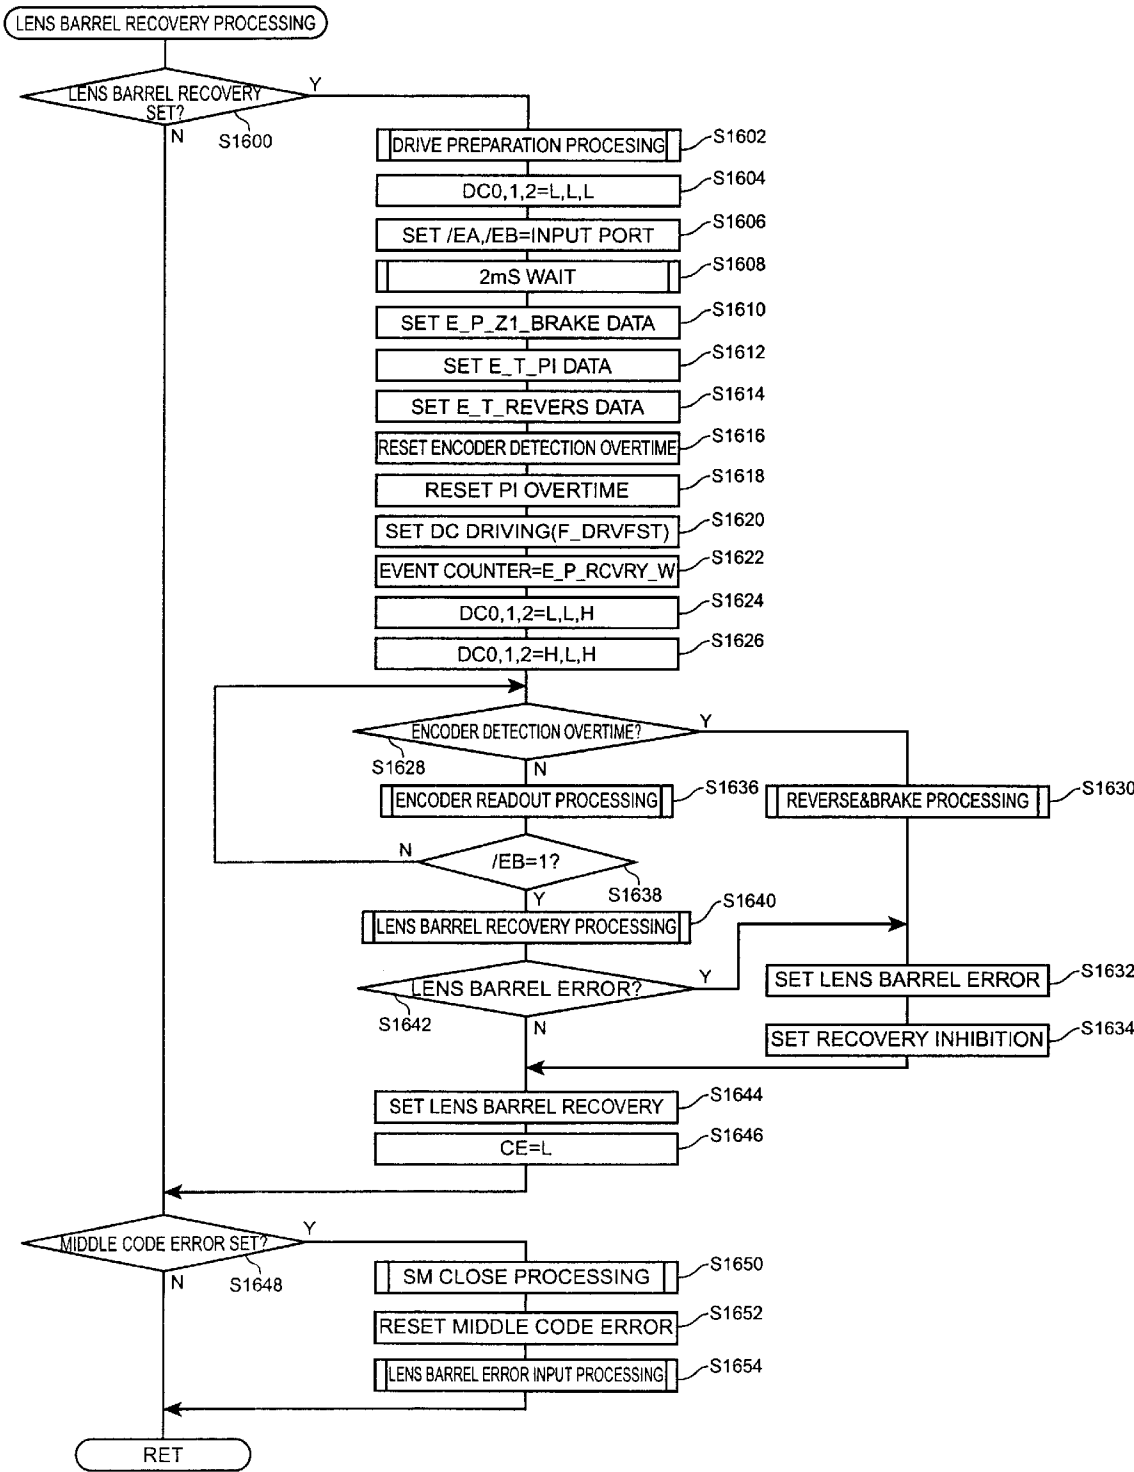 LENS BARREL RECOVERY PROCESSING
LENS BARREL RECOVERY
SET?
Y
N
S1600
DRIVE PREPARATION PROCESING
S1602
DC0,1,2=L,L,L
S1604
SET /EA,/EB=INPUT PORT
S1606
2mS WAIT
S1608
SET E_P_Z1_BRAKE DATA
S1610
SET E_T_PI DATA
S1612
SET E_T_REVERS DATA
S1614
RESET ENCODER DETECTION OVERTIME
S1616
RESET PI OVERTIME
S1618
SET DC DRIVING(F_DRVFST)
S1620
EVENT COUNTER=E_P_RCVRY_W
S1622
DC0,1,2=L,L,H
S1624
DC0,1,2=H,L,H
S1626
ENCODER DETECTION OVERTIME?
Y
S1628
N
ENCODER READOUT PROCESSING
S1636
REVERSE&BRAKE PROCESSING
S1630
N
/EB=1?
S1638
Y
LENS BARREL RECOVERY PROCESSING
S1640
LENS BARREL ERROR?
Y
S1642
N
SET LENS BARREL ERROR
S1632
SET RECOVERY INHIBITION
S1634
SET LENS BARREL RECOVERY
S1644
CE=L
S1646
MIDDLE CODE ERROR SET?
Y
S1648
N
SM CLOSE PROCESSING
S1650
RESET MIDDLE CODE ERROR
S1652
LENS BARREL ERROR INPUT PROCESSING
S1654
RET